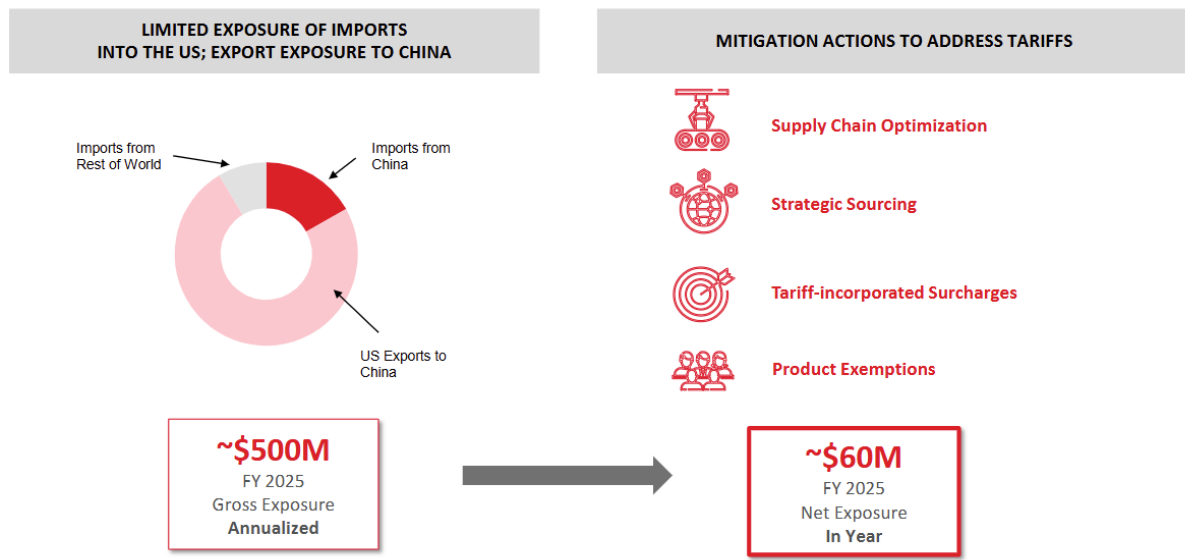 LIMITED EXPOSURE OF IMPORTS
INTO THE US; EXPORT EXPOSURE TO CHINA
Imports from
Rest of World
Imports from
China
US Exports to
China
~$500M
FY 2025
Gross Exposure
Annualized
MITIGATION ACTIONS TO ADDRESS TARIFFS
Supply Chain Optimization
Strategic Sourcing
Tariff-incorporated Surcharges
Product Exemptions
~$60M
FY 2025
Net Exposure
In Year